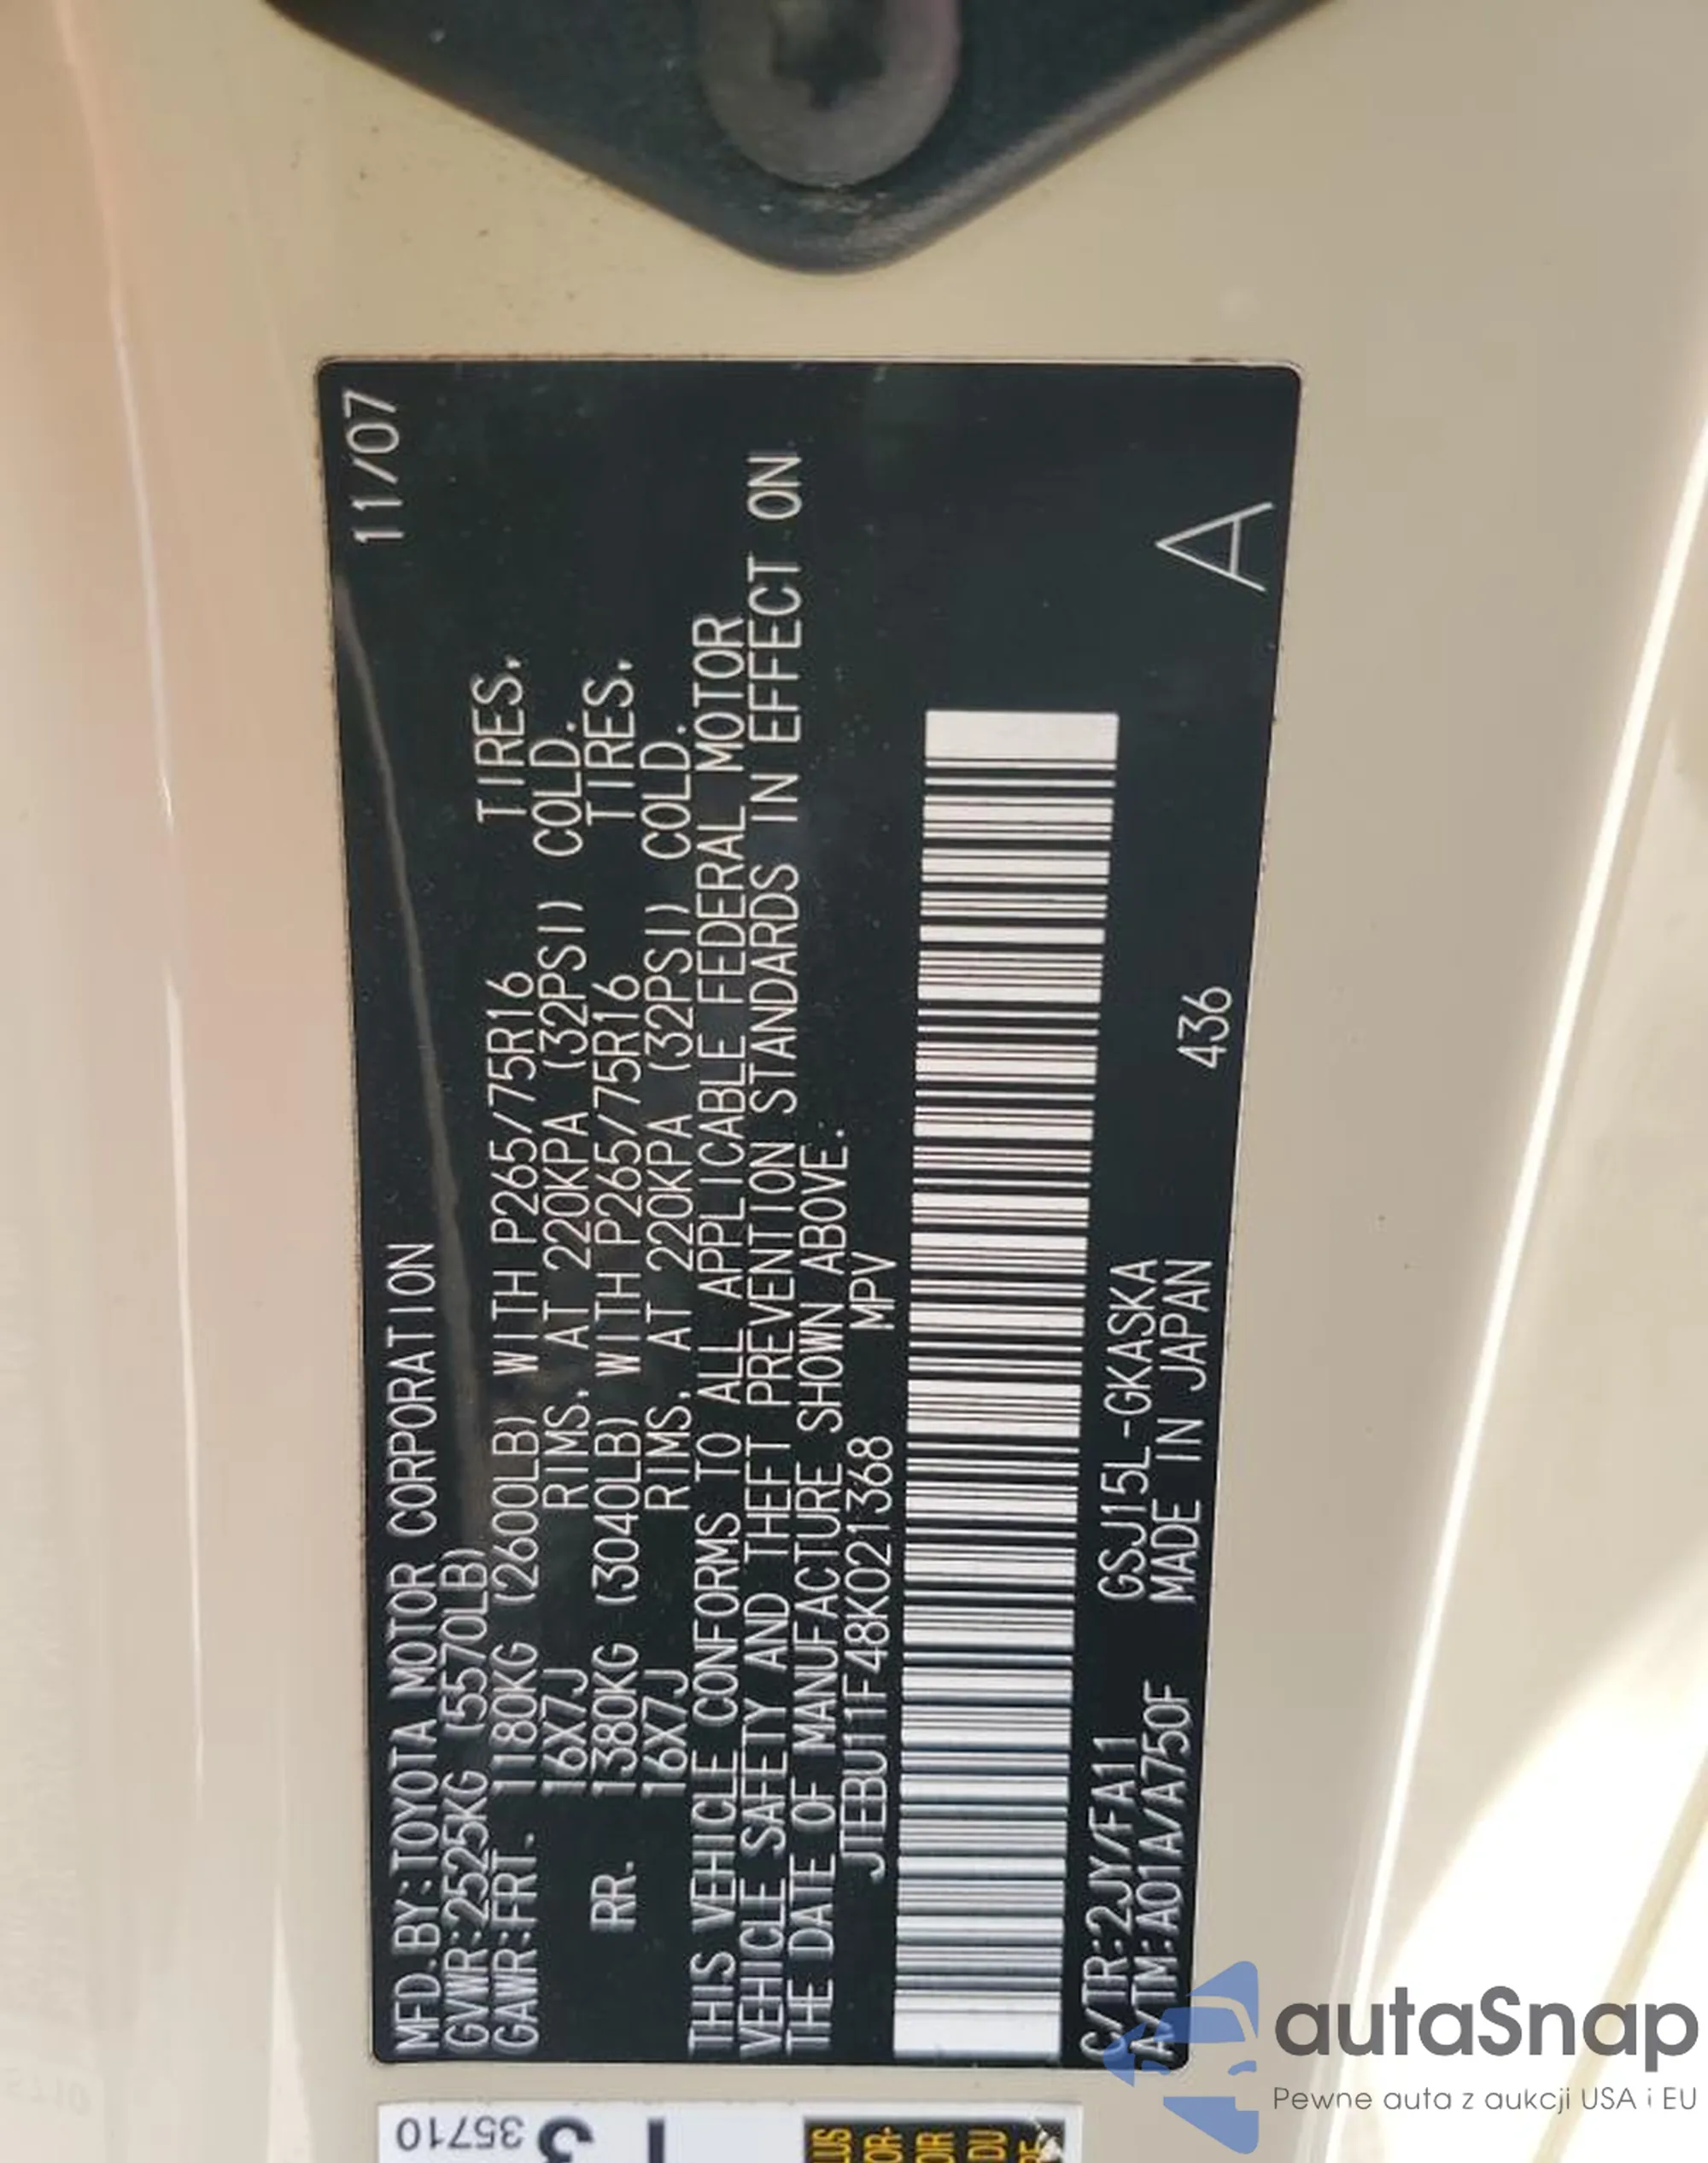 11/07
MFD.BY:TOYOTA MOTOR CORPORATION
GVWR:2525KG (5570LB)
GAWR:FRT. 1180KG (2600LB) WITH P265/75R16 TIRES.
16X7J RIMS. AT 220KPA (32PSI) COLD.
RR. 1380KG (3040LB) WITH P265/75R16 TIRES.
16X7J RIMS. AT 220KPA (32PSI) COLD.
THIS VEHICLE CONFORMS TO ALL APPLICABLE FEDERAL MOTOR
VEHICLE SAFETY AND THEFT PREVENTION STANDARDS IN EFFECT ON
THE DATE OF MANUFACTURE SHOWN ABOVE.
JTEBU11F48K021368 MPV
C/TR:2JY/FA11 GSJ15L-GKASKA
A/TM:A01A/A750F MADE IN JAPAN 436 A
35710
autaSnap
Pewne auta z aukcji USA i EU